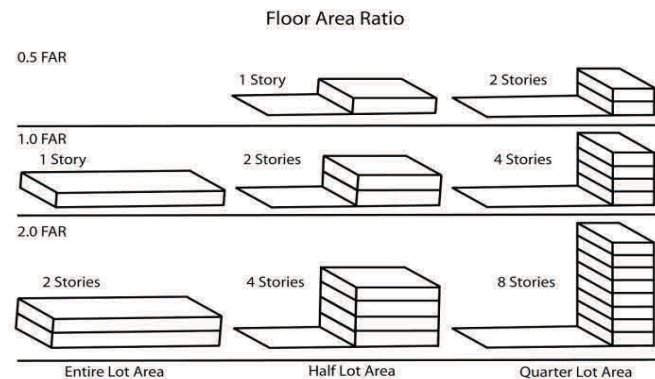 Floor Area Ratio
0.5 FAR
1 Story
2 Stories
1.0 FAR
1 Story
2 Stories
4 Stories
2.0 FAR
2 Stories
4 Stories
8 Stories
Entire Lot Area
Half Lot Area
Quarter Lot Area